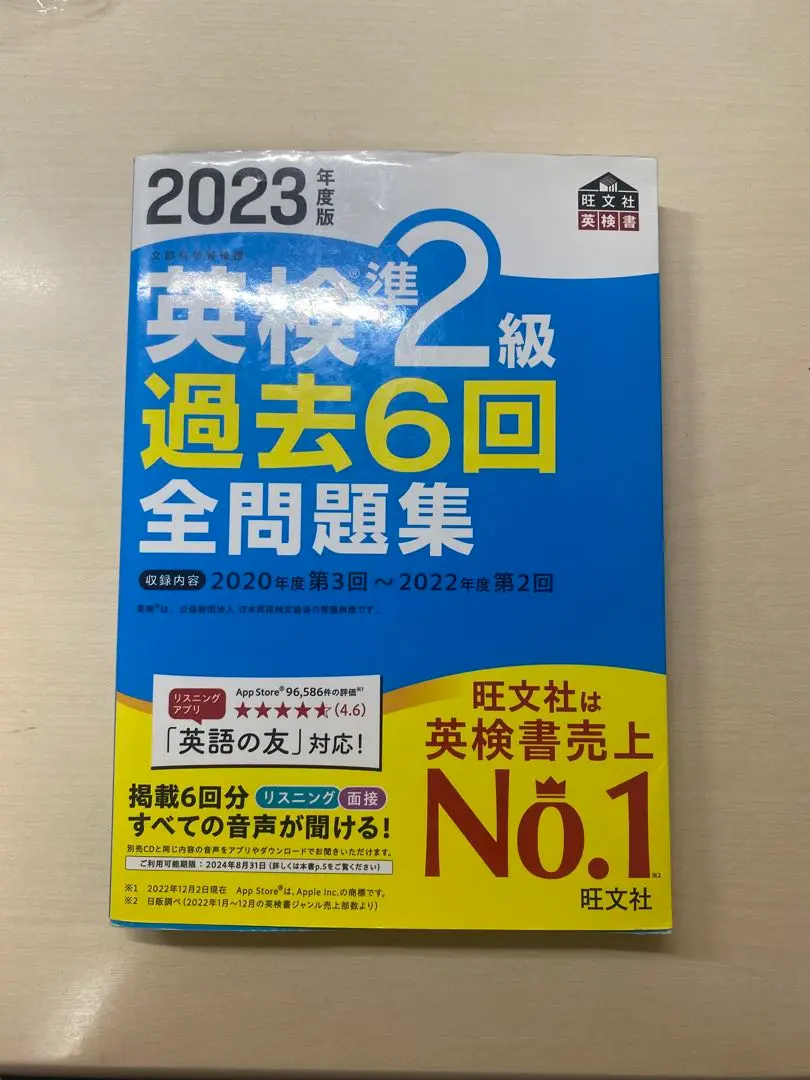 2023年度版
旺文社
英検書
文部科学省後援
英検®準2級
過去6回
全問題集
収録内容 2020年度第3回～2022年度第2回
英検®は、公益財団法人 日本英語検定協会の登録商標です。
リスニング
アプリ
App Store® 96,586件の評価※1
(4.6)
「英語の友」対応!
掲載6回分 リスニング 面接
すべての音声が聞ける!
別売CDと同じ内容の音声をアプリやダウンロードでお聞きいただけます。
ご利用可能期限:2024年8月31日(詳しくは本書p.5をご覧ください)
※1 2022年12月2日現在 App Store®は、Apple Inc.の商標です。
※2 日販調べ(2022年1月～12月の英検書ジャンル売上部数より)
旺文社は
英検書売上
No.1
※2
旺文社